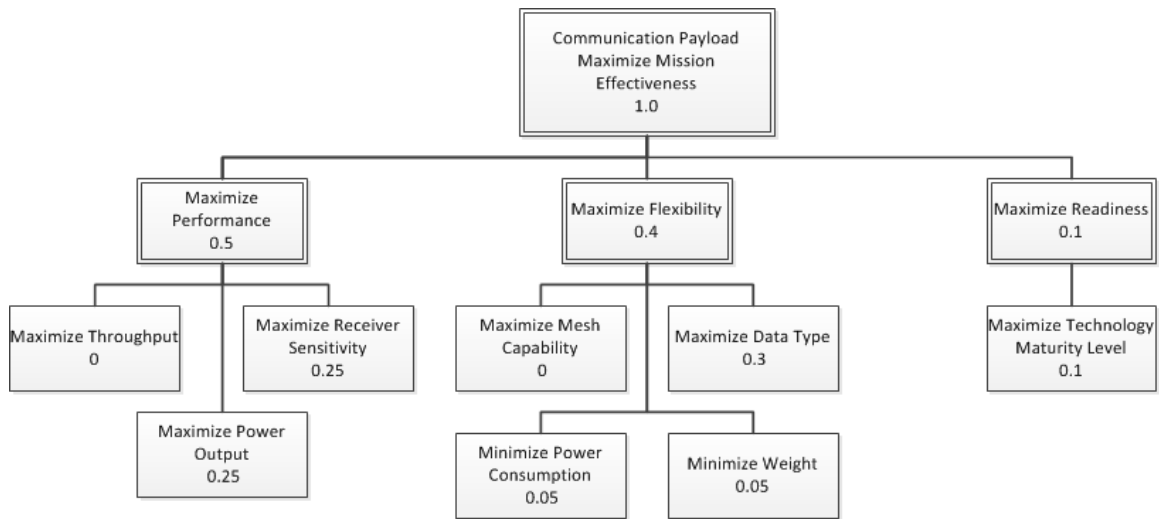 Communication Payload
Maximize Mission
Effectiveness
1.0
Maximize
Performance
0.5
Maximize Flexibility
0.4
Maximize Readiness
0.1
Maximize Throughput
0
Maximize Receiver
Sensitivity
0.25
Maximize Mesh
Capability
0
Maximize Data Type
0.3
Maximize Technology
Maturity Level
0.1
Maximize Power
Output
0.25
Minimize Power
Consumption
0.05
Minimize Weight
0.05